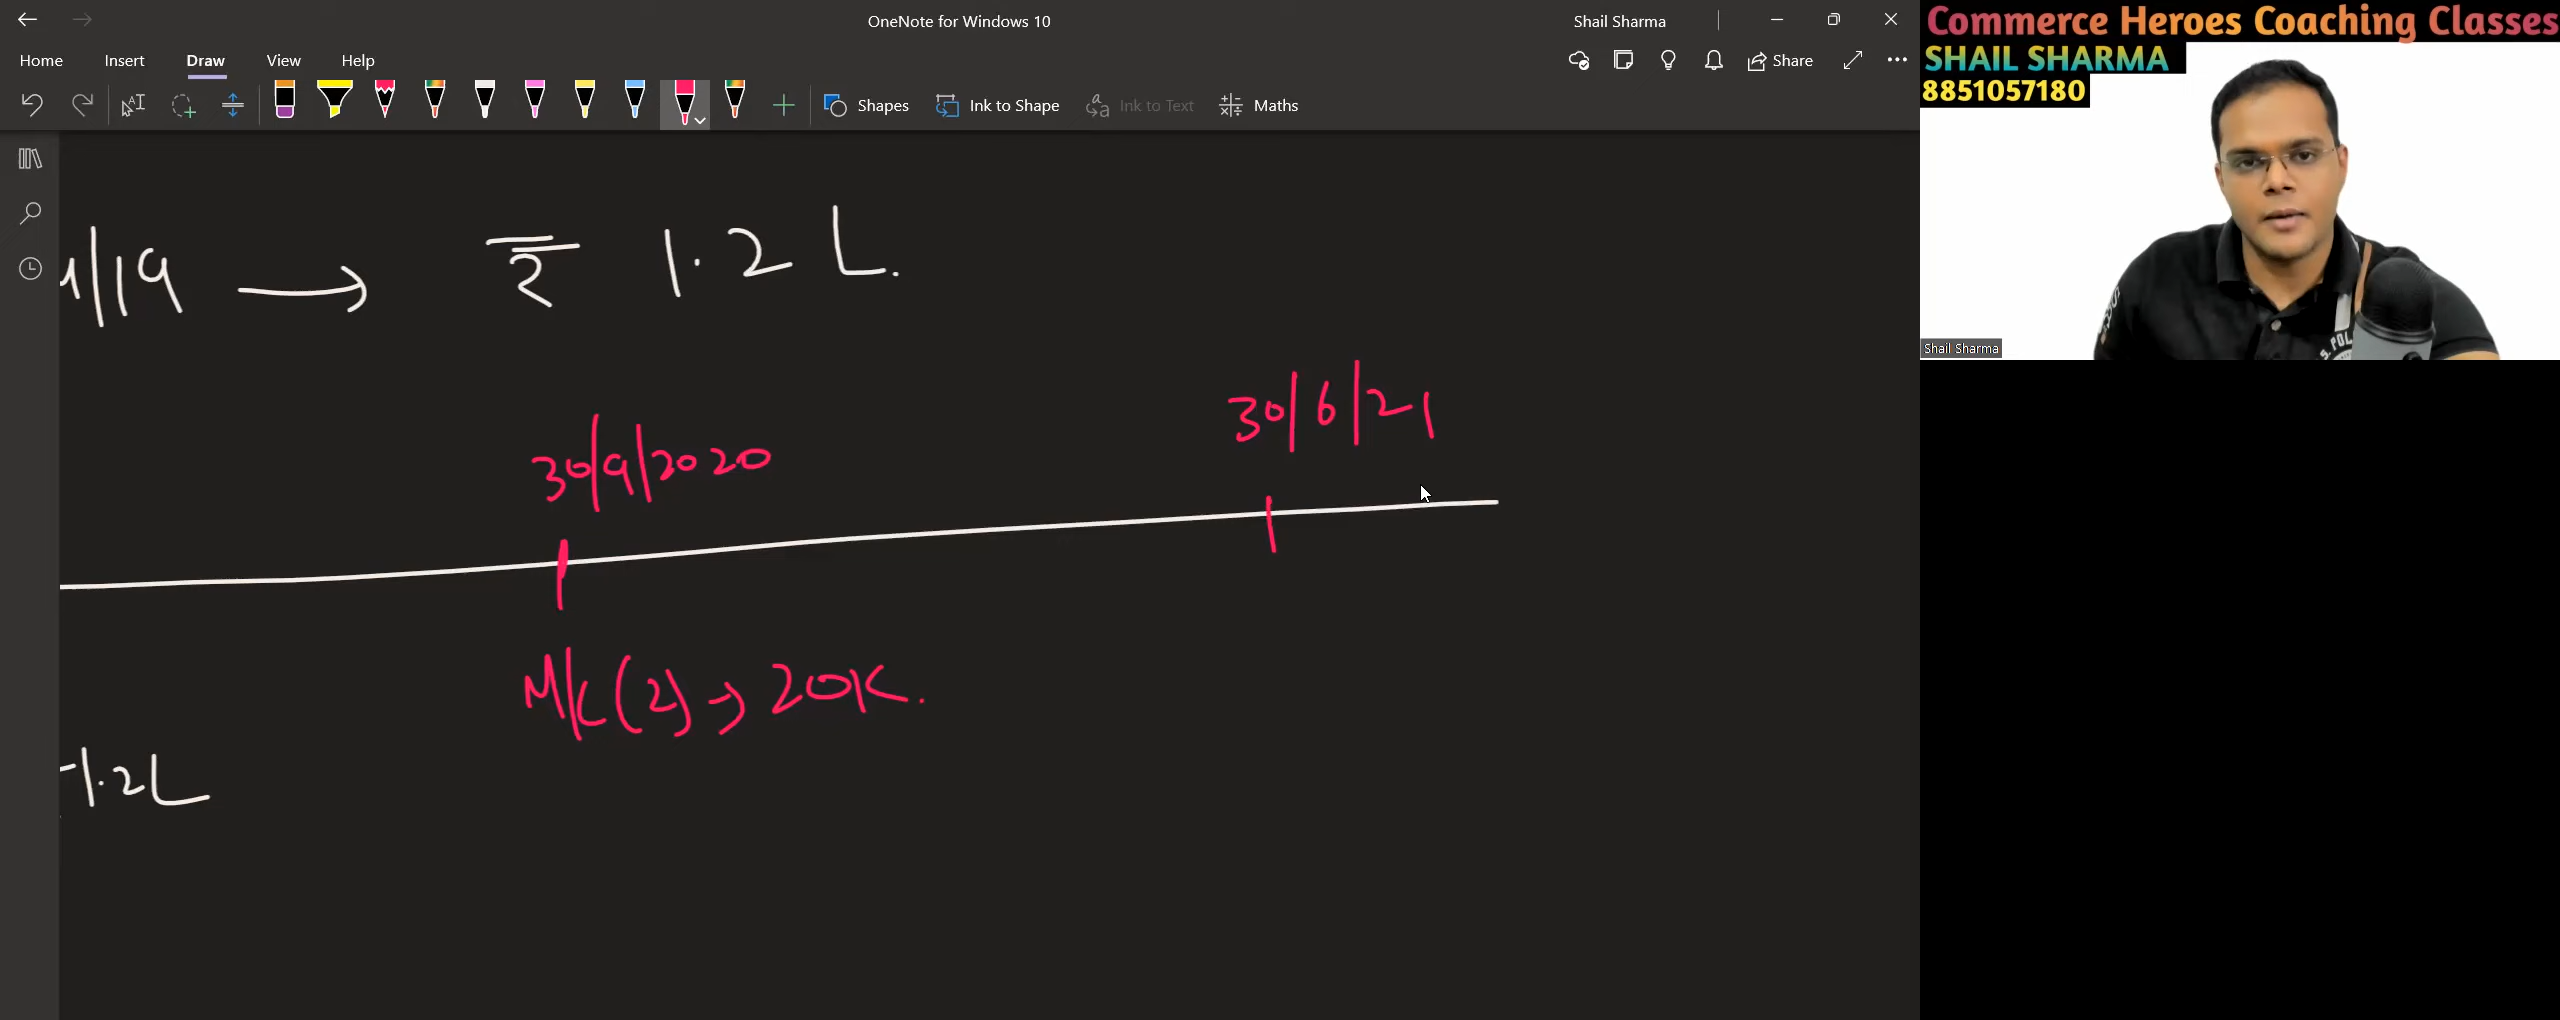 OneNote for Windows 10
Shail Sharma
Home Insert Draw View Help
Share
Shapes Ink to Shape Ink to Text Maths
Commerce Heroes Coaching Classes
SHAIL SHARMA
8851057180
Shail Sharma
/19 → ₹ 1.2 L.
30/9/2020
30/6/21
M/c (2) → 20K.
1.2L